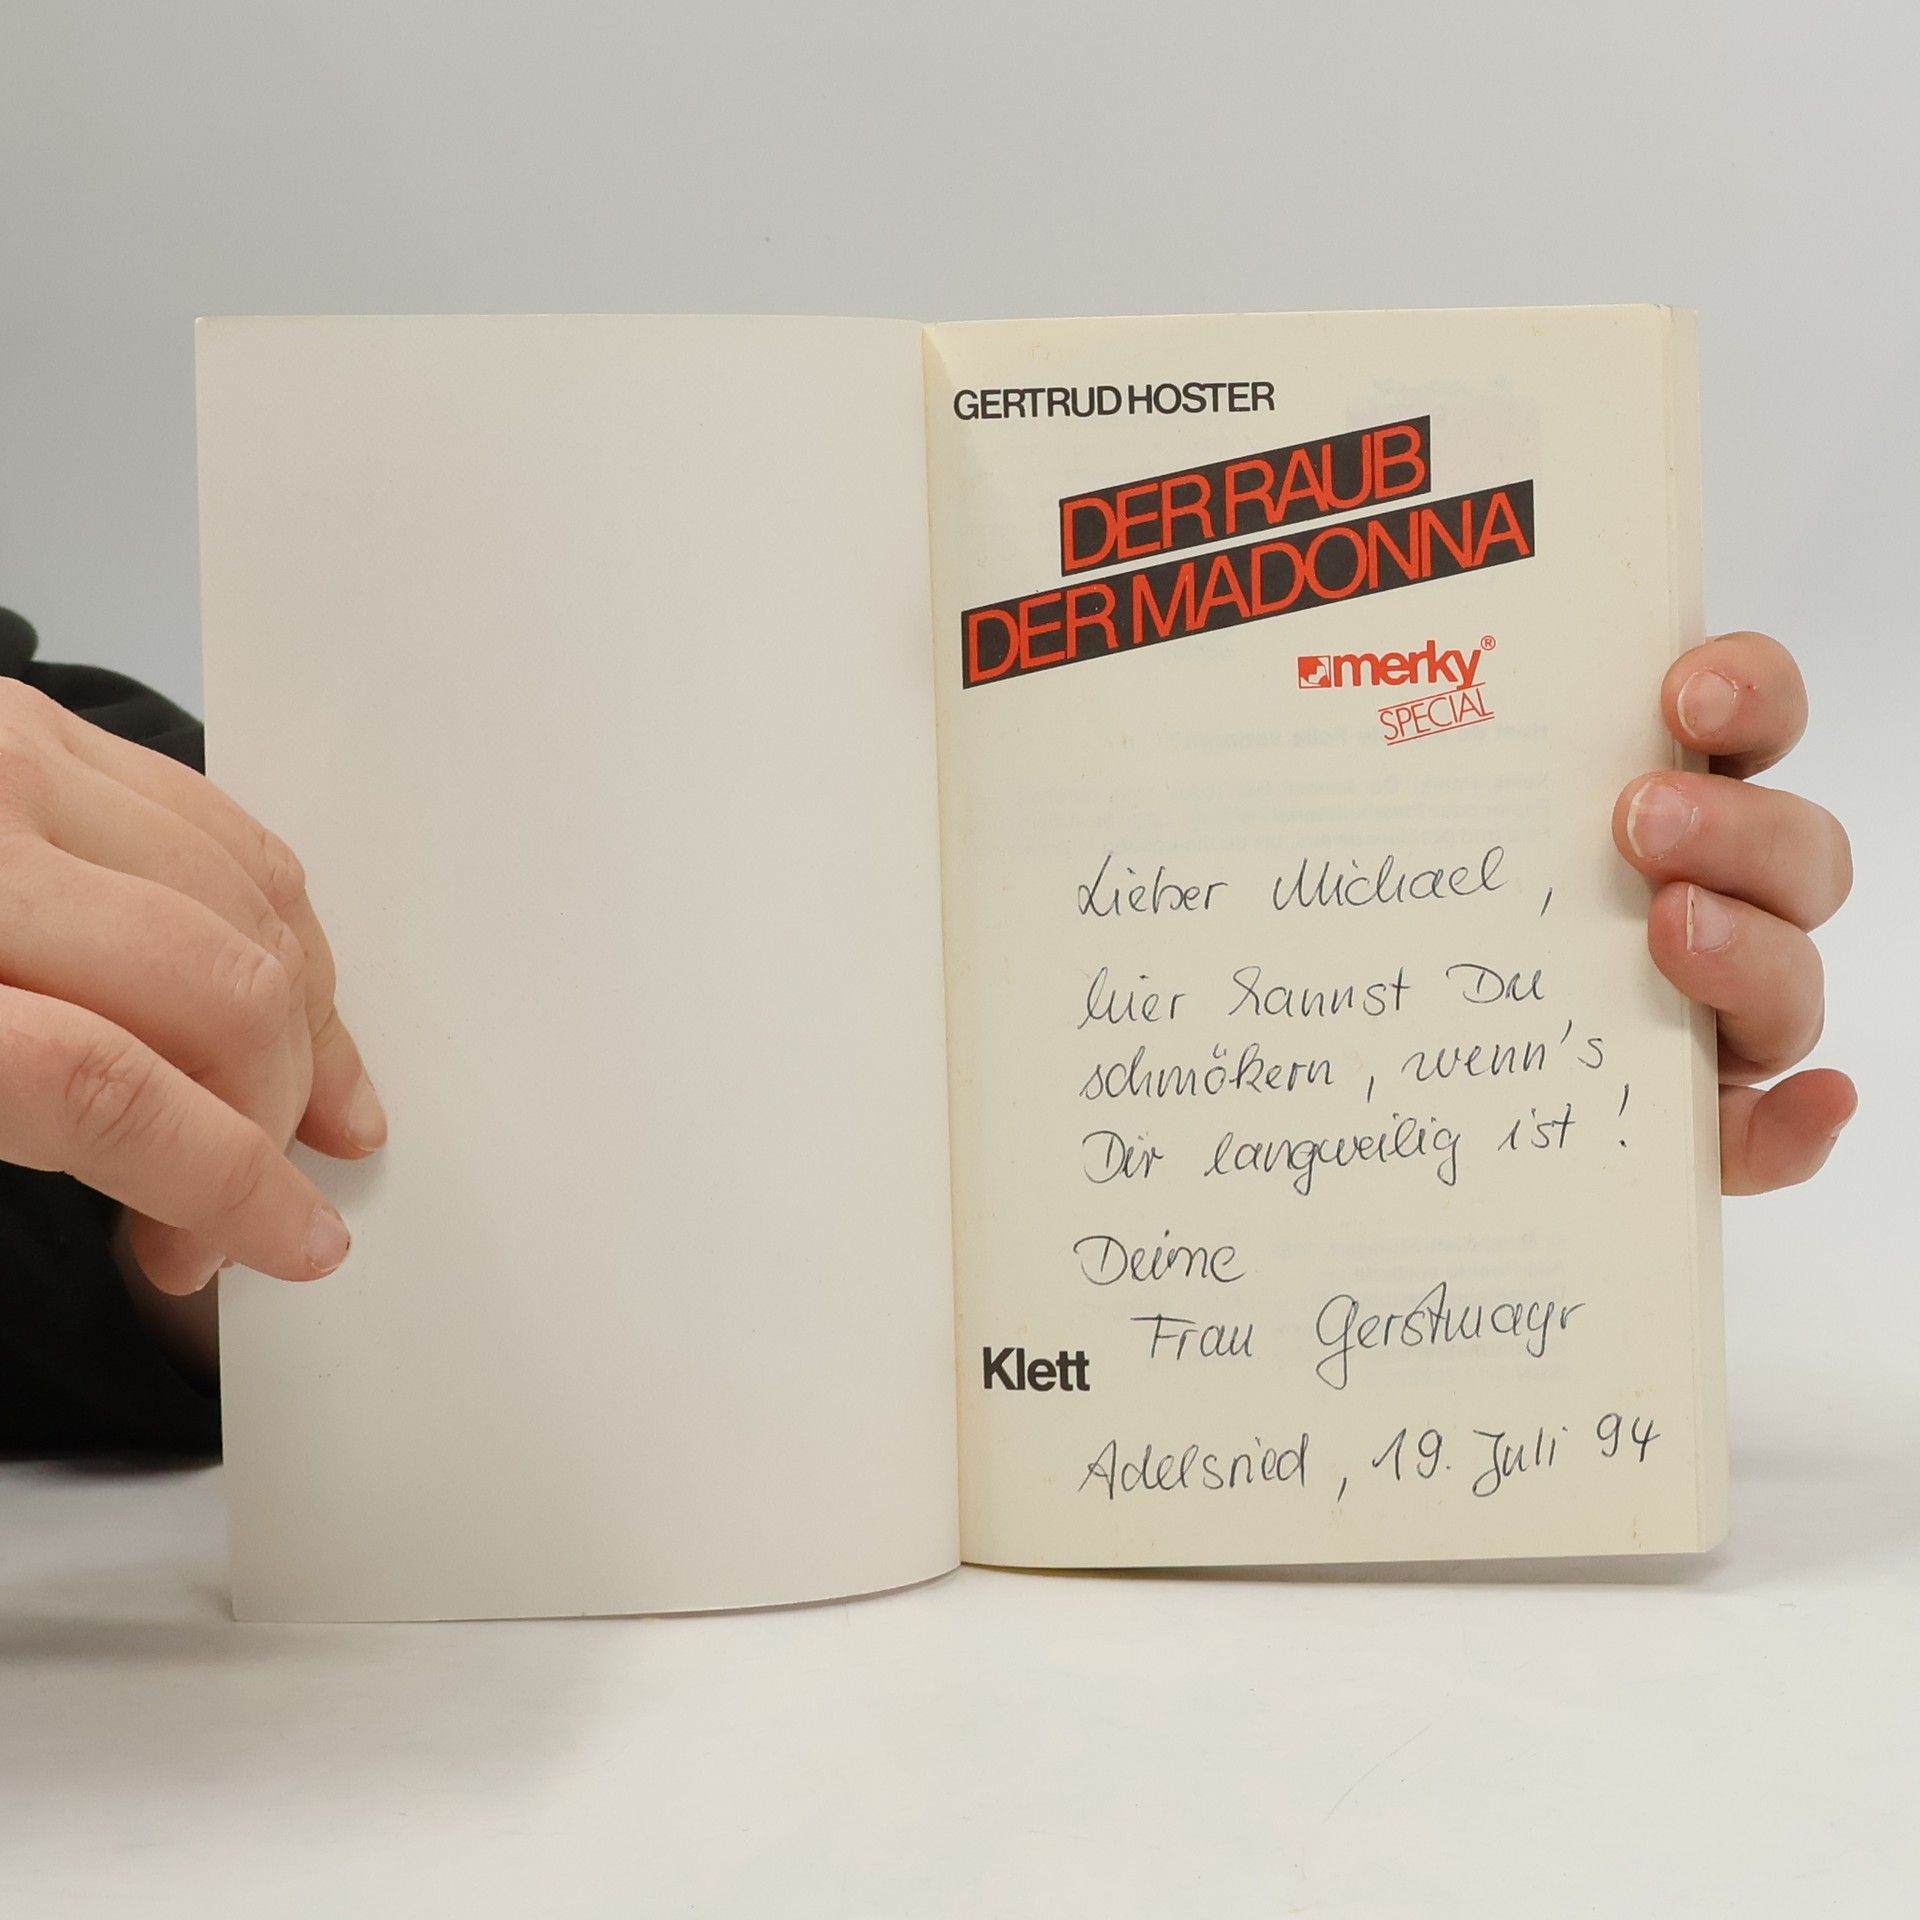 GERTRUD HOSTER
DER RAUB
DER MADONNA
merky®
SPECIAL
Lieber Michael,
hier kannst Du
schmökern, wenn's
Dir langweilig ist!
Deine
Frau Gerstmayr
Klett
Adelsried, 19. Juli 94